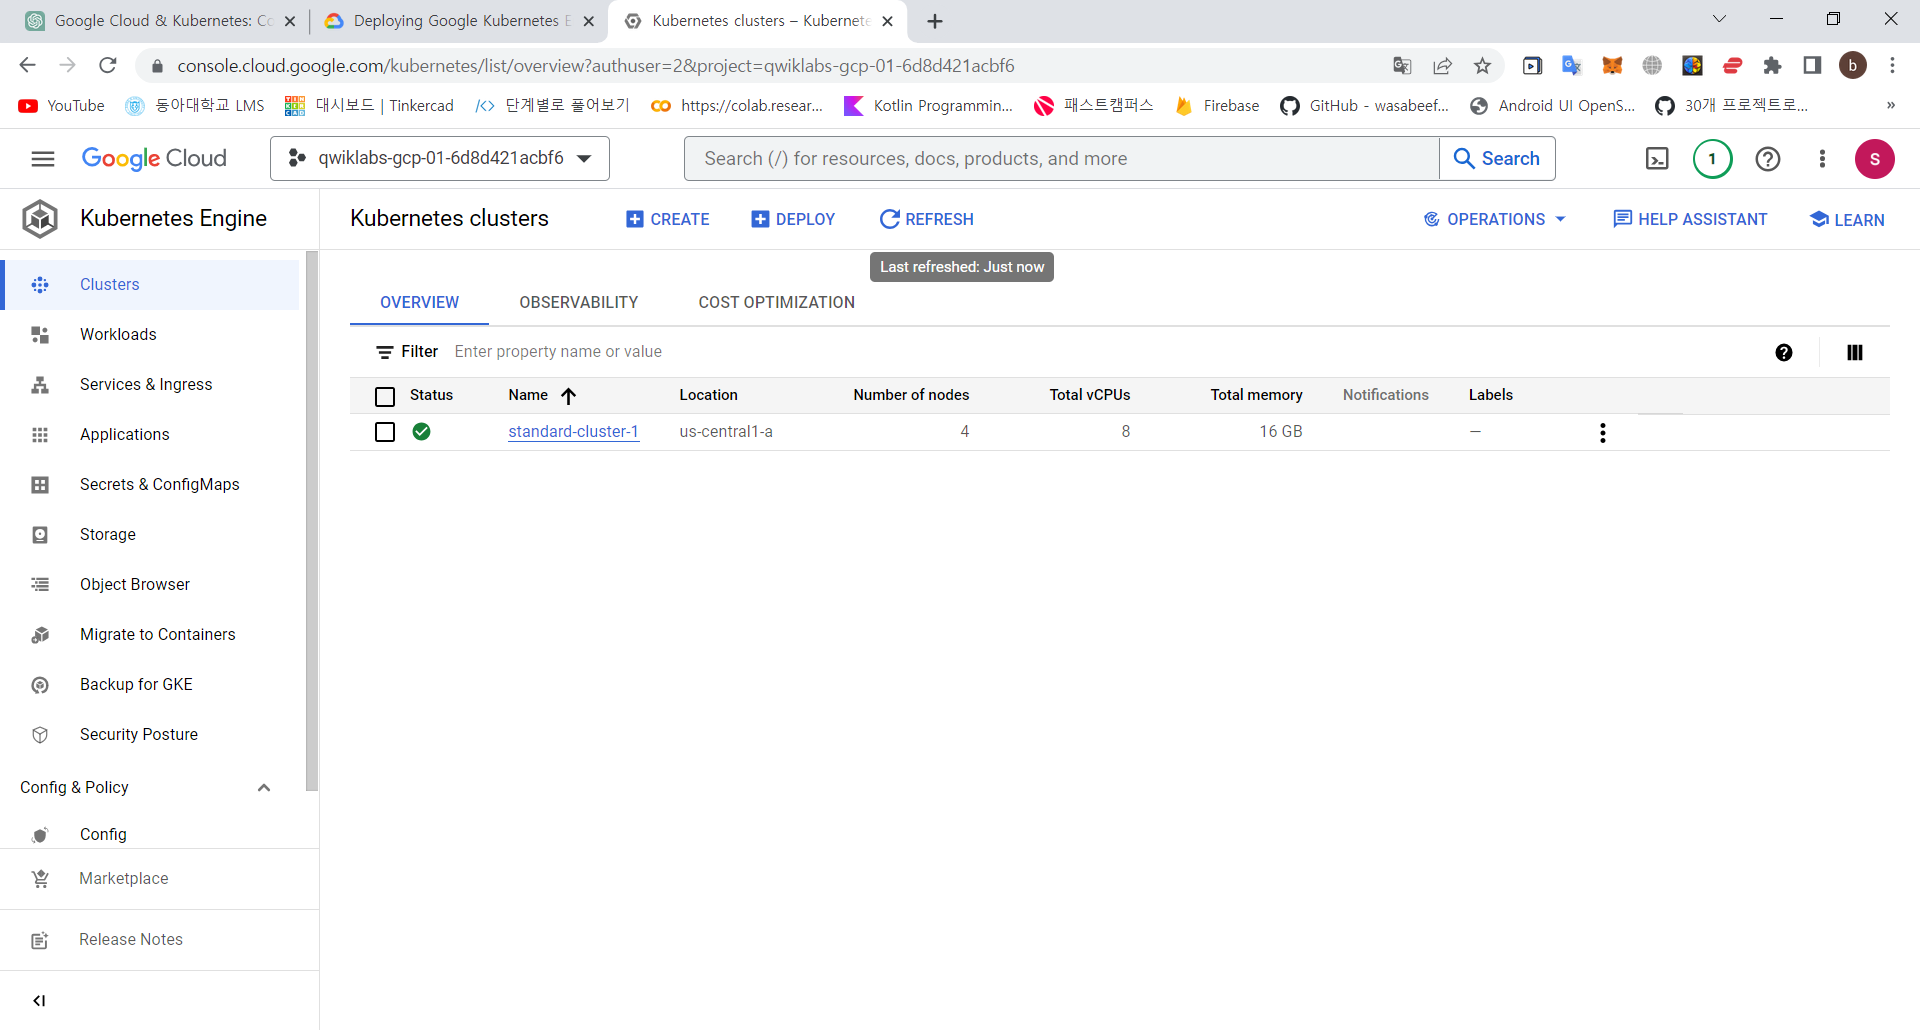 Google Cloud & Kubernetes: Co
Deploying Google Kubernetes E
Kubernetes clusters – Kubernete
console.cloud.google.com/kubernetes/list/overview?authuser=2&project=qwiklabs-gcp-01-6d8d421acbf6
b
YouTube
동아대학교 LMS
대시보드 | Tinkercad
단계별로 풀어보기
https://colab.resear...
Kotlin Programmin...
패스트캠퍼스
Firebase
GitHub - wasabeef...
Android UI OpenS...
30개 프로젝트로...
»
Google Cloud
qwiklabs-gcp-01-6d8d421acbf6
Search (/) for resources, docs, products, and more
Search
1
S
Kubernetes Engine
Kubernetes clusters
CREATE
DEPLOY
REFRESH
OPERATIONS
HELP ASSISTANT
LEARN
Last refreshed: Just now
Clusters
Workloads
Services & Ingress
Applications
Secrets & ConfigMaps
Storage
Object Browser
Migrate to Containers
Backup for GKE
Security Posture
Config & Policy
Config
Marketplace
Release Notes
OVERVIEW
OBSERVABILITY
COST OPTIMIZATION
Filter Enter property name or value
Status Name Location Number of nodes Total vCPUs Total memory Notifications Labels
standard-cluster-1 us-central1-a 4 8 16 GB —